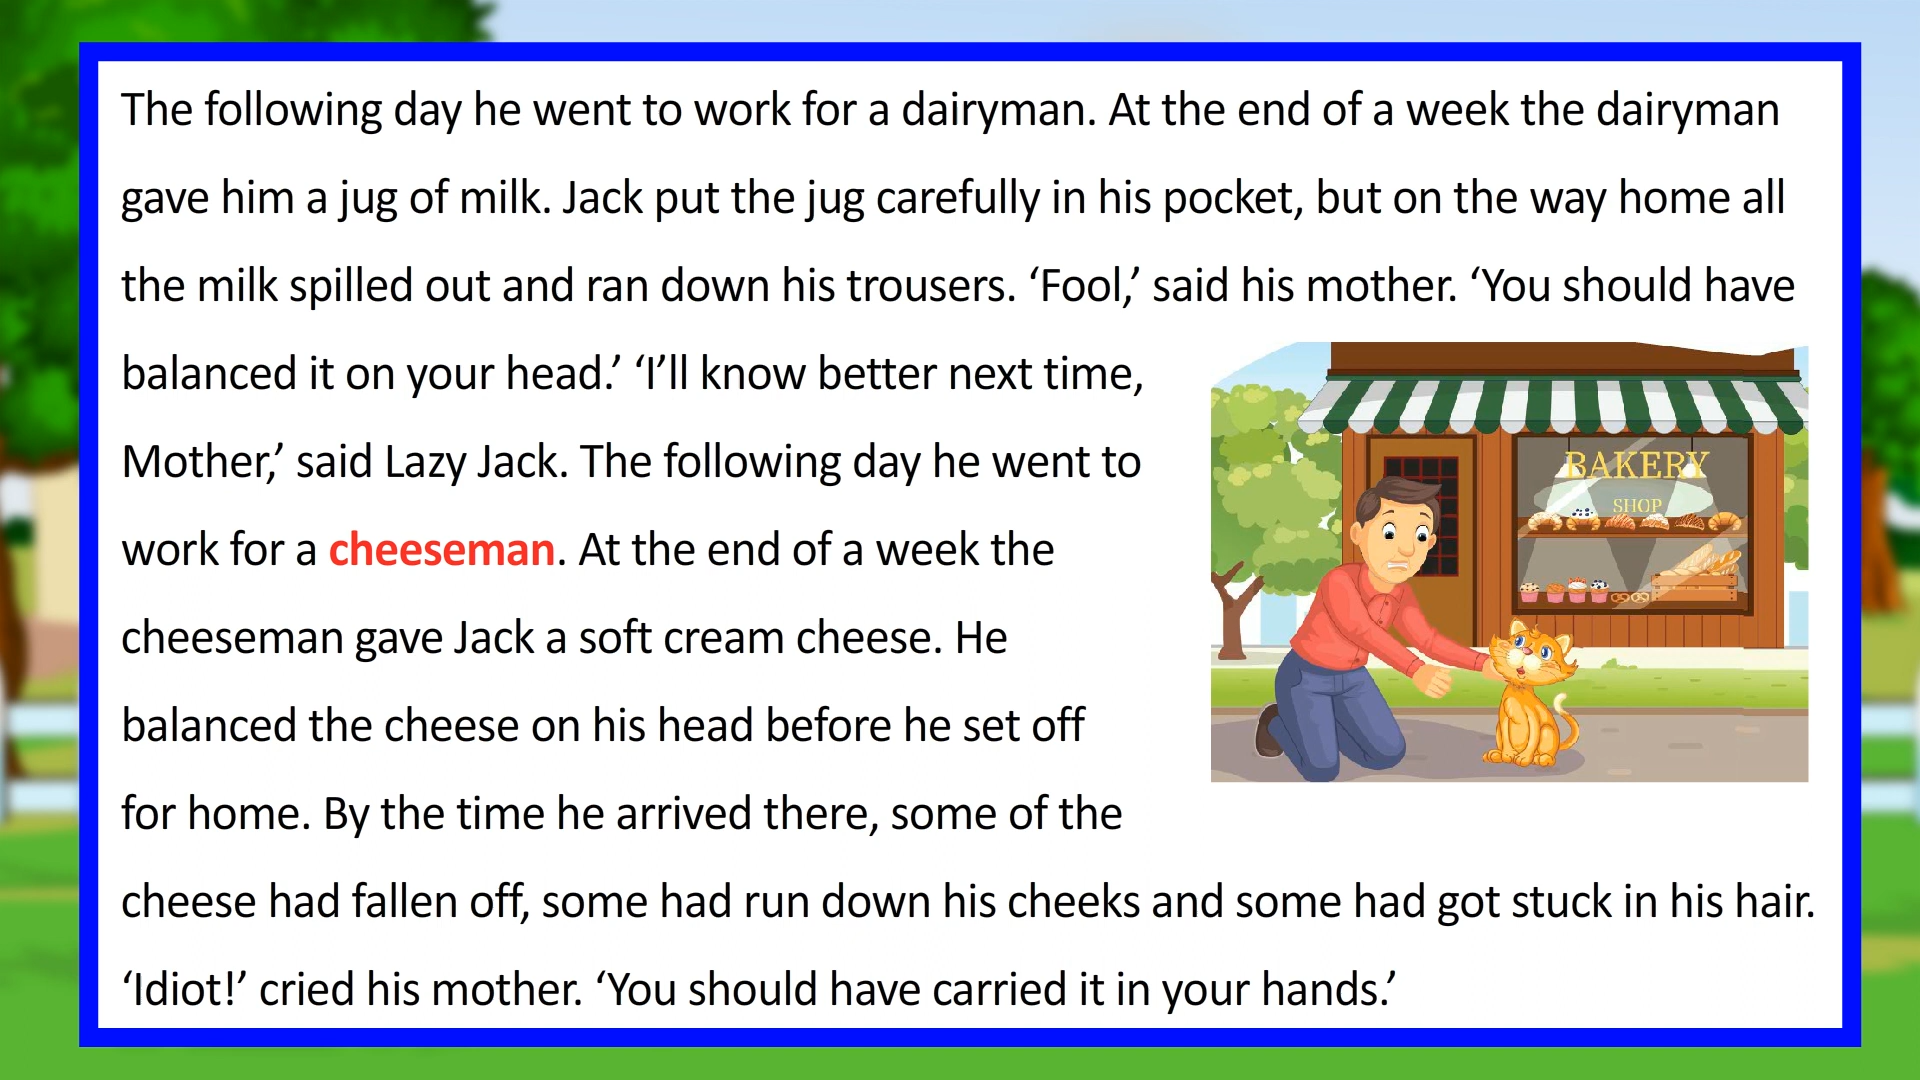 The following day he went to work for a dairyman. At the end of a week the dairyman
gave him a jug of milk. Jack put the jug carefully in his pocket, but on the way home all
the milk spilled out and ran down his trousers. ‘Fool,’ said his mother. ‘You should have
balanced it on your head.’ ‘I’ll know better next time,
Mother,’ said Lazy Jack. The following day he went to
work for a cheeseman. At the end of a week the
cheeseman gave Jack a soft cream cheese. He
balanced the cheese on his head before he set off
for home. By the time he arrived there, some of the
cheese had fallen off, some had run down his cheeks and some had got stuck in his hair.
‘Idiot!’ cried his mother. ‘You should have carried it in your hands.’
BAKERY
SHOP